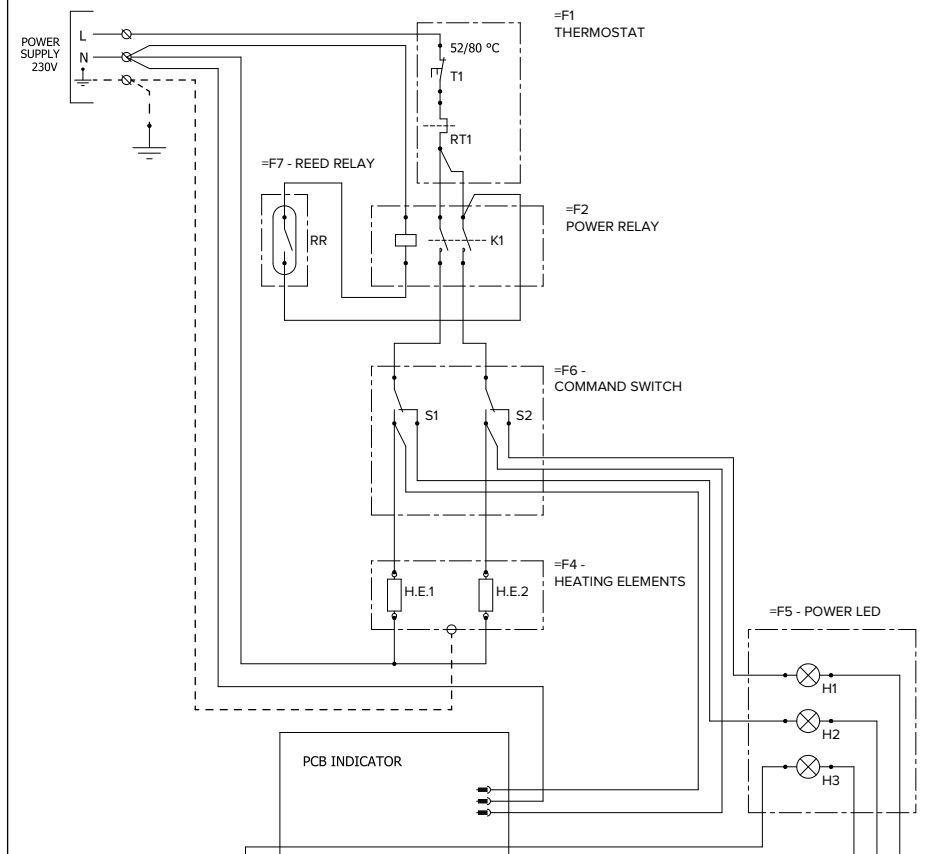 =F1
THERMOSTAT
L
POWER
SUPPLY
230V
N
52/80 °C
T1
RT1
=F7 - REED RELAY
=F2
POWER RELAY
RR
K1
=F6 -
COMMAND SWITCH
S1
S2
=F4 -
HEATING ELEMENTS
H.E.1
H.E.2
=F5 - POWER LED
H1
H2
PCB INDICATOR
H3